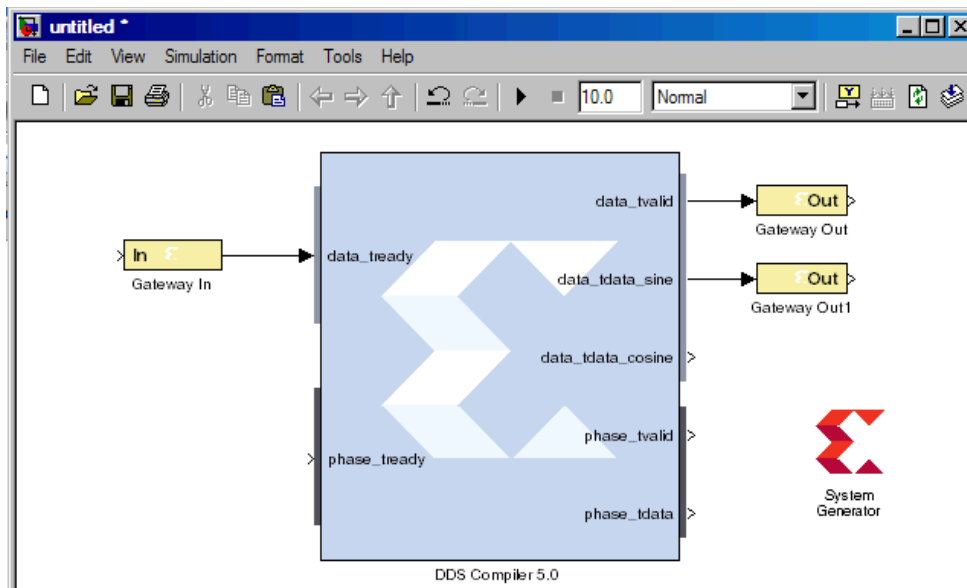 untitled *
File Edit View Simulation Format Tools Help
10.0 Normal
Y
data_tvalid
Out
Gateway Out
In
Gateway In
data_tready
data_tdata_sine
Out
Gateway Out1
data_tdata_cosine
phase_tvalid
phase_tready
System
Generator
phase_tdata
DDS Compiler 5.0